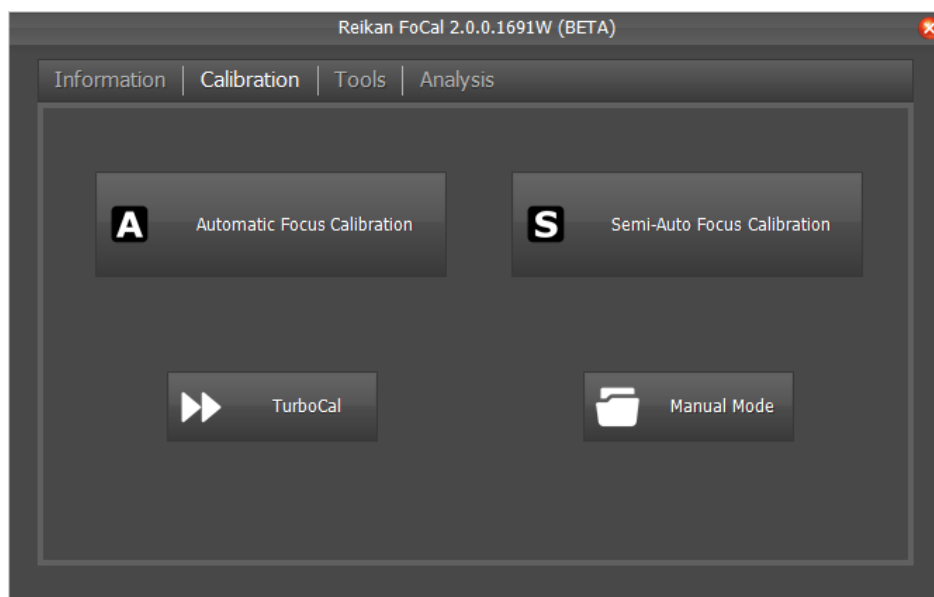 Reikan FoCal 2.0.0.1691W (BETA)
Information Calibration Tools Analysis
A Automatic Focus Calibration
S Semi-Auto Focus Calibration
TurboCal
Manual Mode